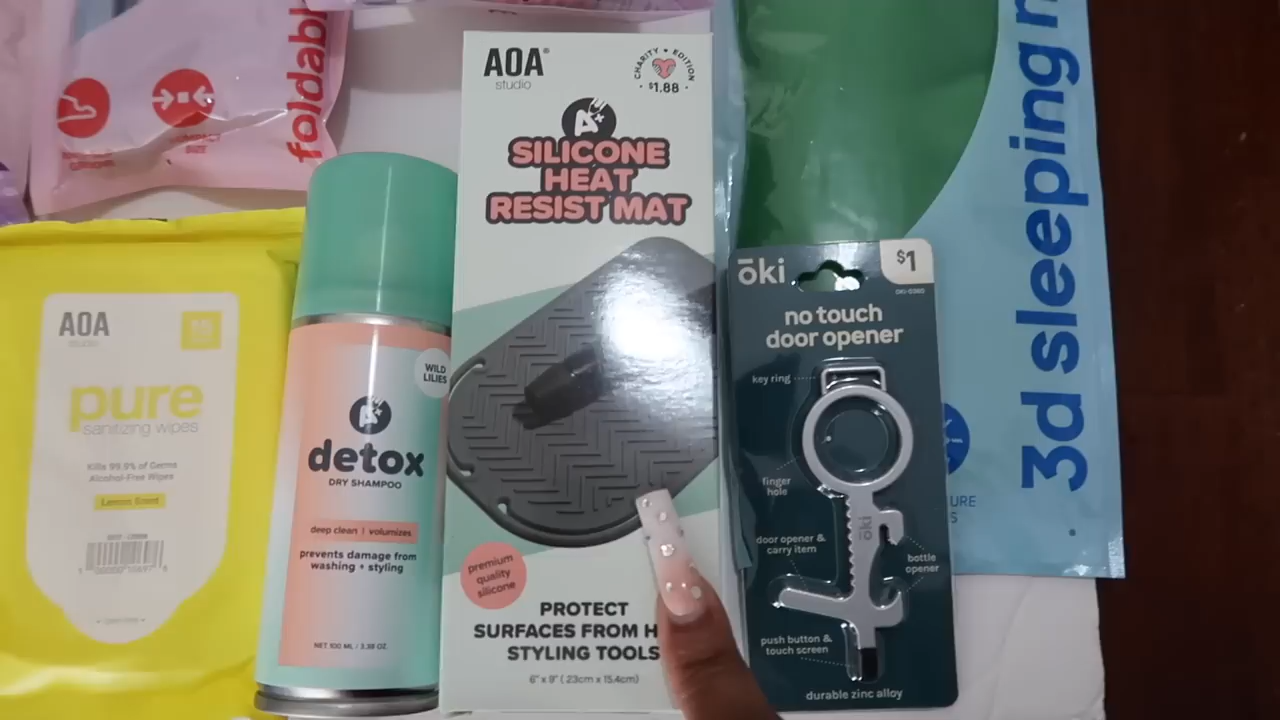 foldabl
AOA
studio
pure
sanitizing wipes
Kills 99.9% of Germs
Alcohol-Free Wipes
Lemon Scent
WILD
LILIES
A+
detox
DRY SHAMPOO
deep clean | volumizes
prevents damage from
washing + styling
NET 100 ML / 3.38 OZ.
AOA®
studio
CHARITY • EDITION
• $1.88 •
A+
SILICONE
HEAT
RESIST MAT
premium
quality
silicone
PROTECT
SURFACES FROM H
STYLING TOOLS
6" x 9" ( 23cm x 15.4cm)
ōki
$1
no touch
door opener
key ring
finger
hole
ōki
door opener &
carry item
bottle
opener
push button &
touch screen
durable zinc alloy
3d sleeping
URE
S